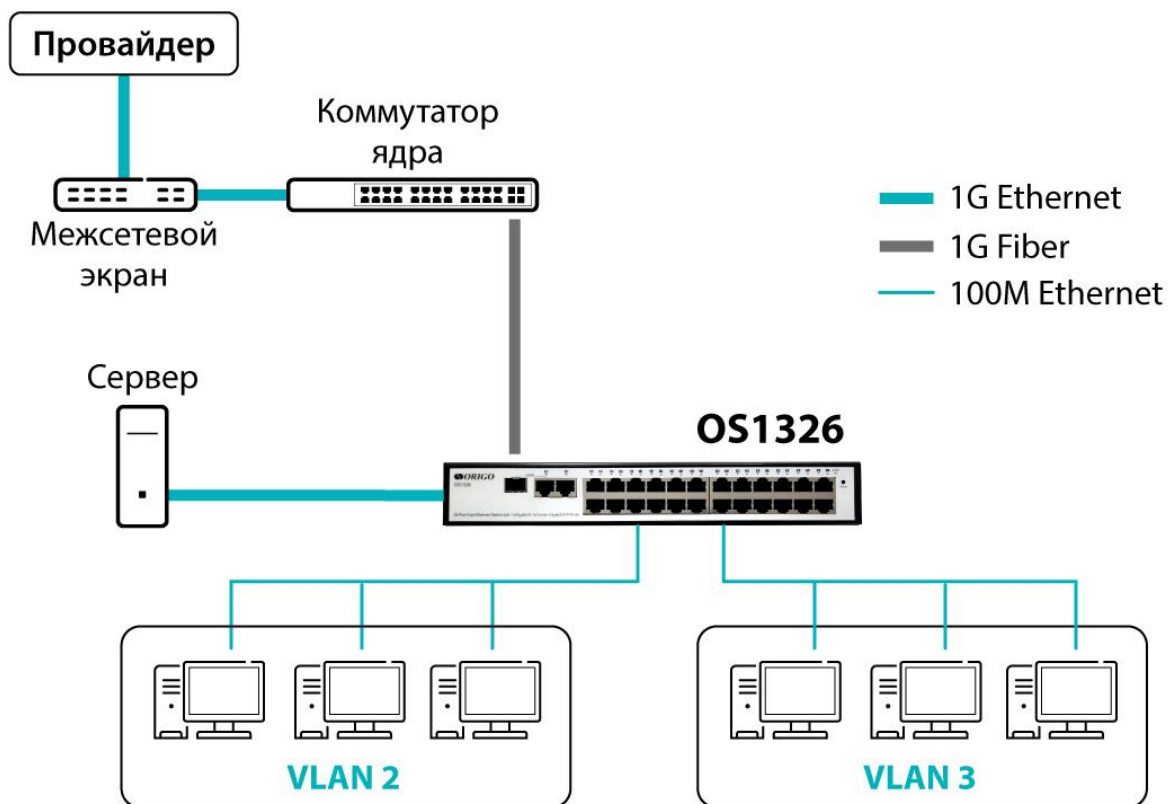 Провайдер
Коммутатор
ядра
Межсетевой
экран
1G Ethernet
1G Fiber
100M Ethernet
Сервер
OS1326
ORIGO
VLAN 2
VLAN 3